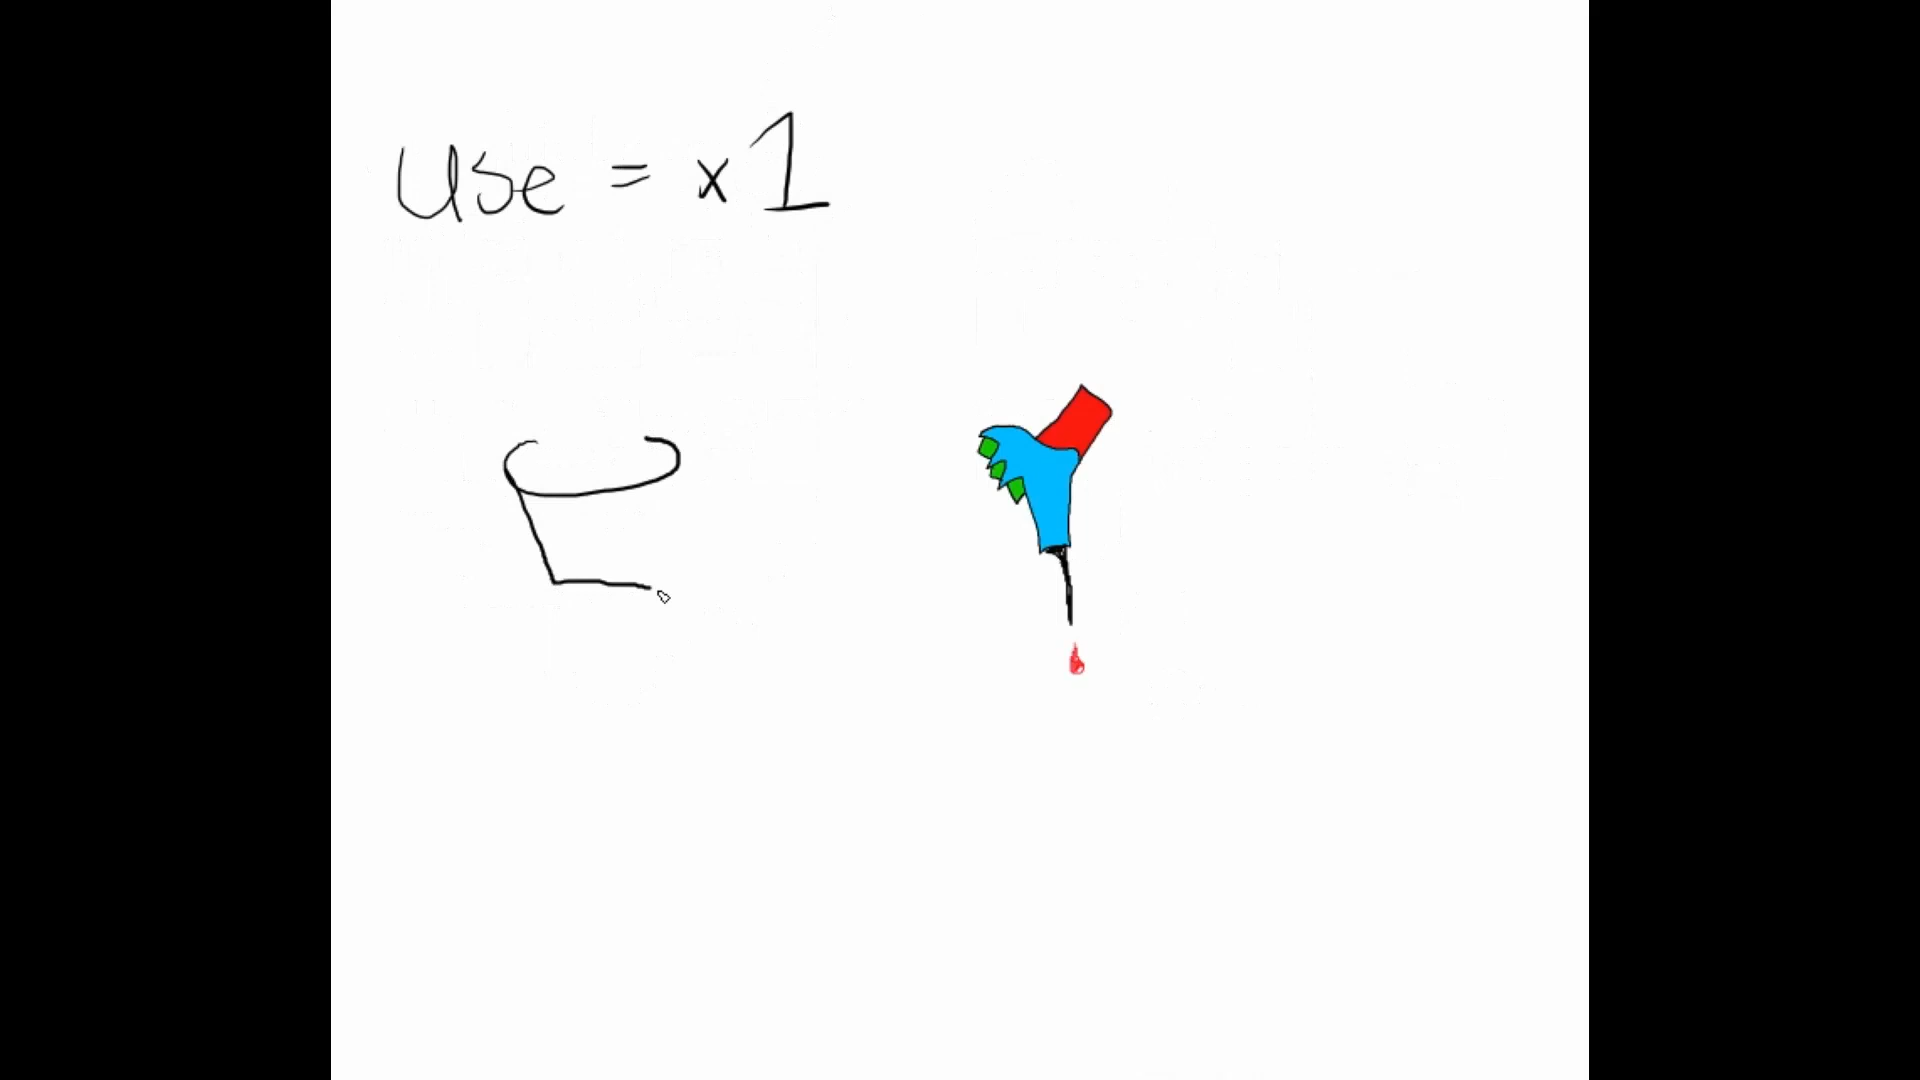 use = x1